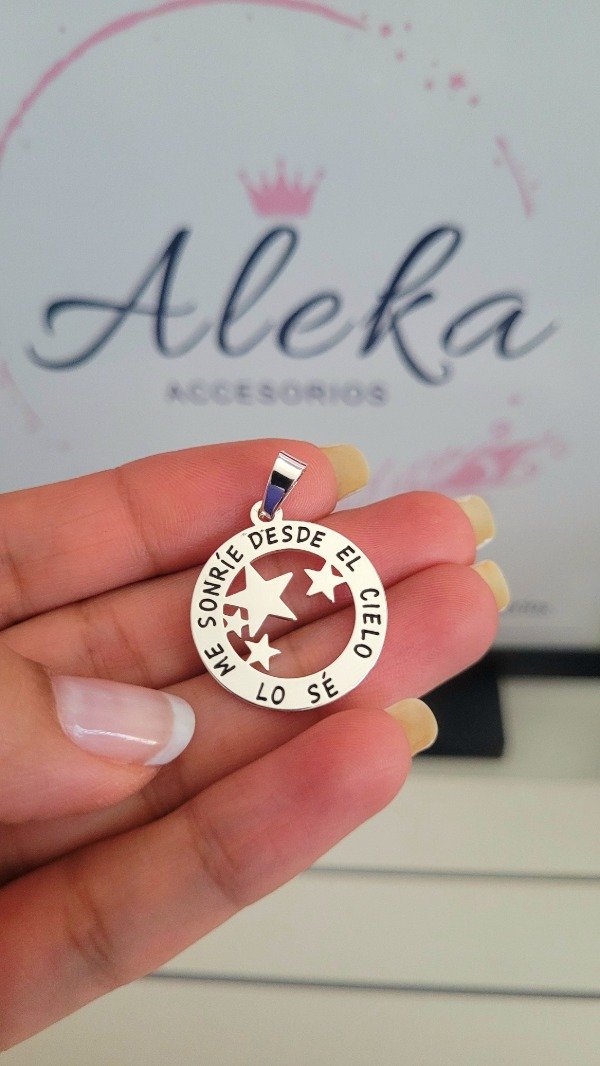 Aleka
ACCESORIOS
ME SONRÍE DESDE EL CIELO
LO SÉ